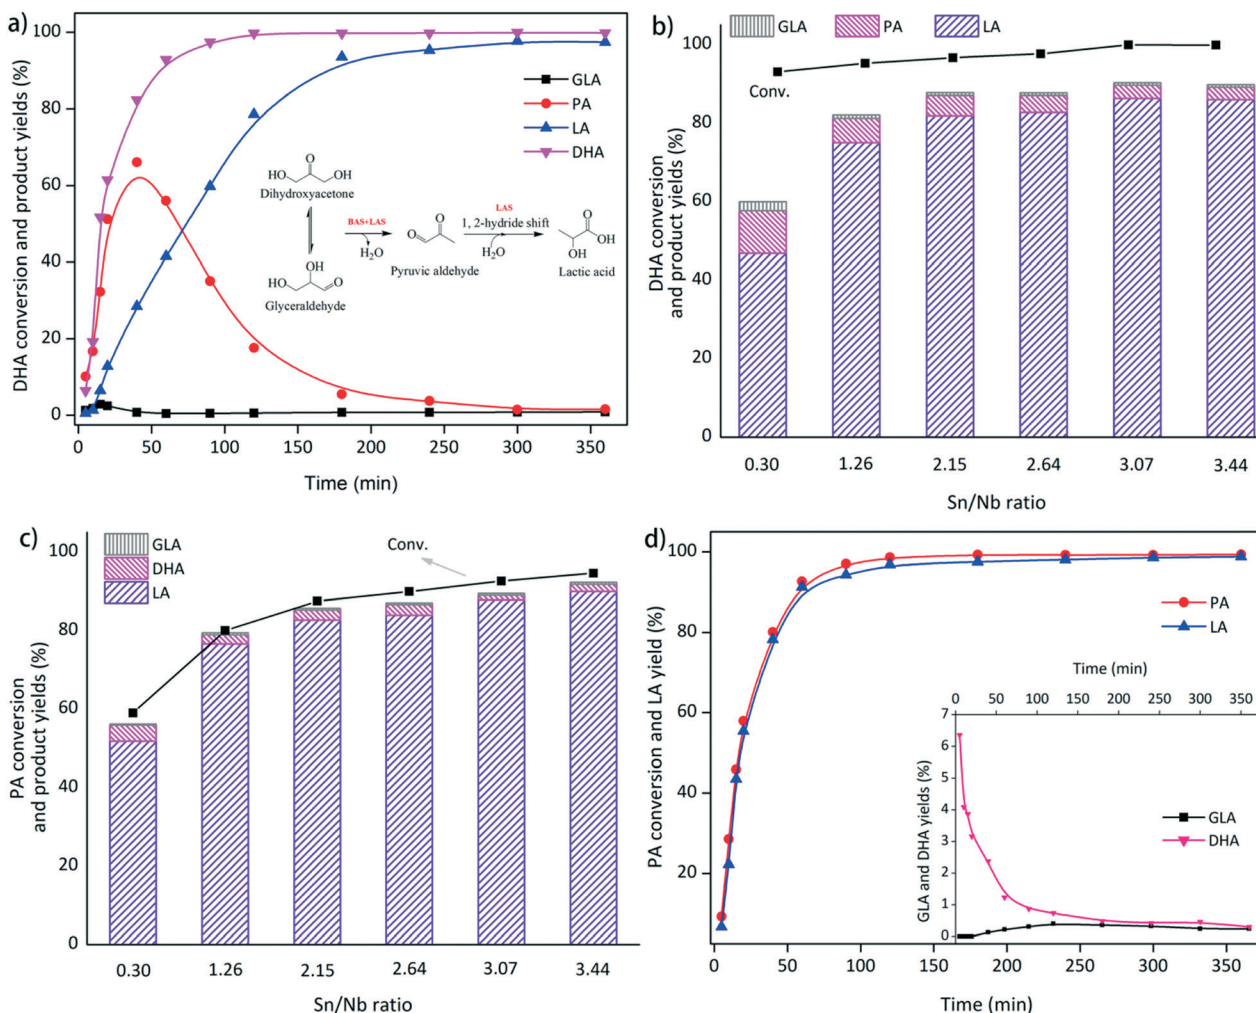 a)
DHA conversion and product yields (%)
100
80
60
40
20
0
GLA
PA
LA
DHA
O
HO
OH
Dihydroxyacetone
OH
HO
O
Glyceraldehyde
BAS+LAS
H2O
O
O
Pyruvic aldehyde
LAS
1, 2-hydride shift
H2O
O
OH
OH
Lactic acid
0 50 100 150 200 250 300 350
Time (min)
b)
GLA PA LA
DHA conversion
and product yields (%)
100
80
60
40
20
0
Conv.
0.30 1.26 2.15 2.64 3.07 3.44
Sn/Nb ratio
c)
PA conversion
and product yields (%)
100
80
60
40
20
0
GLA
DHA
LA
Conv.
0.30 1.26 2.15 2.64 3.07 3.44
Sn/Nb ratio
d)
PA conversion and LA yield (%)
100
80
60
40
20
PA
LA
Time (min)
0 50 100 150 200 250 300 350
GLA and DHA yields (%)
7
6
5
4
3
2
1
0
GLA
DHA
0 50 100 150 200 250 300 350
Time (min)